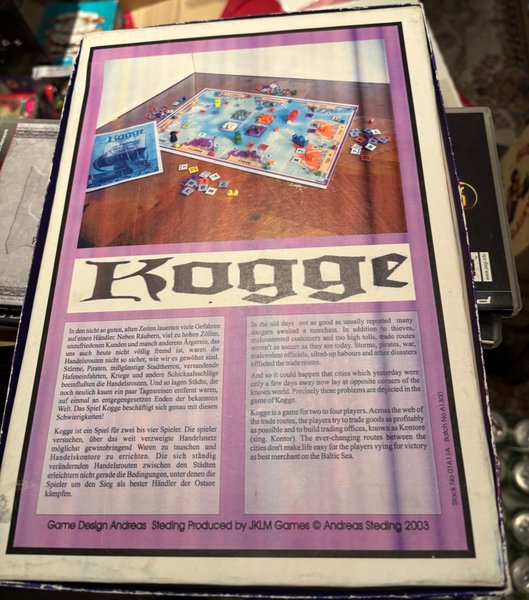 Kogge
Kogge
In den nicht so guten, alten Zeiten lauerten viele Gefahren
auf einen Händler. Neben Räubern, viel zu hohen Zöllen,
unzufriedenen Kunden und manch anderem Ärgernis, das
uns auch heute nicht völlig fremd ist, waren die
Handelsrouten nicht so sicher, wie wir es gewöhnt sind.
Stürme, Piraten, mißgünstige Stadtherren, versandende
Hafeneinfahrten, Kriege und andere Schicksalsschläge
beeinflußten die Handelsrouten. Und so lagen Städte, die
noch neulich kaum ein paar Tagesreisen entfernt waren,
auf einmal an entgegengesetzten Enden der bekannten
Welt. Das Spiel Kogge beschäftigt sich genau mit diesen
Schwierigkeiten!
Kogge ist ein Spiel für zwei bis vier Spieler. Die spieler
versuchen, über das weit verzweigte Handelsnetz
möglichst gewinnbringend Waren zu tauschen und
Handelskontore zu errichten. Die sich ständig
verändernden Handelsrouten zwischen den Städten
erleichtern nicht gerade die Bedingungen, unter denen die
Spieler um den Sieg als bester Händler der Ostsee
kämpfen.
In the old days not as good as usually reported many
dangers awaited a merchant. In addition to thieves,
malcontented customers and too high tolls, trade routes
weren't as secure as they are today. Storms, pirates, war,
malevolent officials, silted-up habours and other disasters
afflicted the trade routes.
And so it could happen that cities which yesterday were
only a few days away now lay at opposite corners of the
known world. Precisely these problems are depicted in the
game of Kogge.
Kogge is a game for two to four players. Across the web of
the trade routes, the players try to trade goods as profitably
as possible and to build trading offices, known as Kontore
(sing. Kontor). The ever-changing routes between the
cities don't make life easy for the players vying for victory
as best merchant on the Baltic Sea.
Stock No 01A11A Batch No A1300
Game Design Andreas Steding Produced by JKLM Games © Andreas Steding 2003